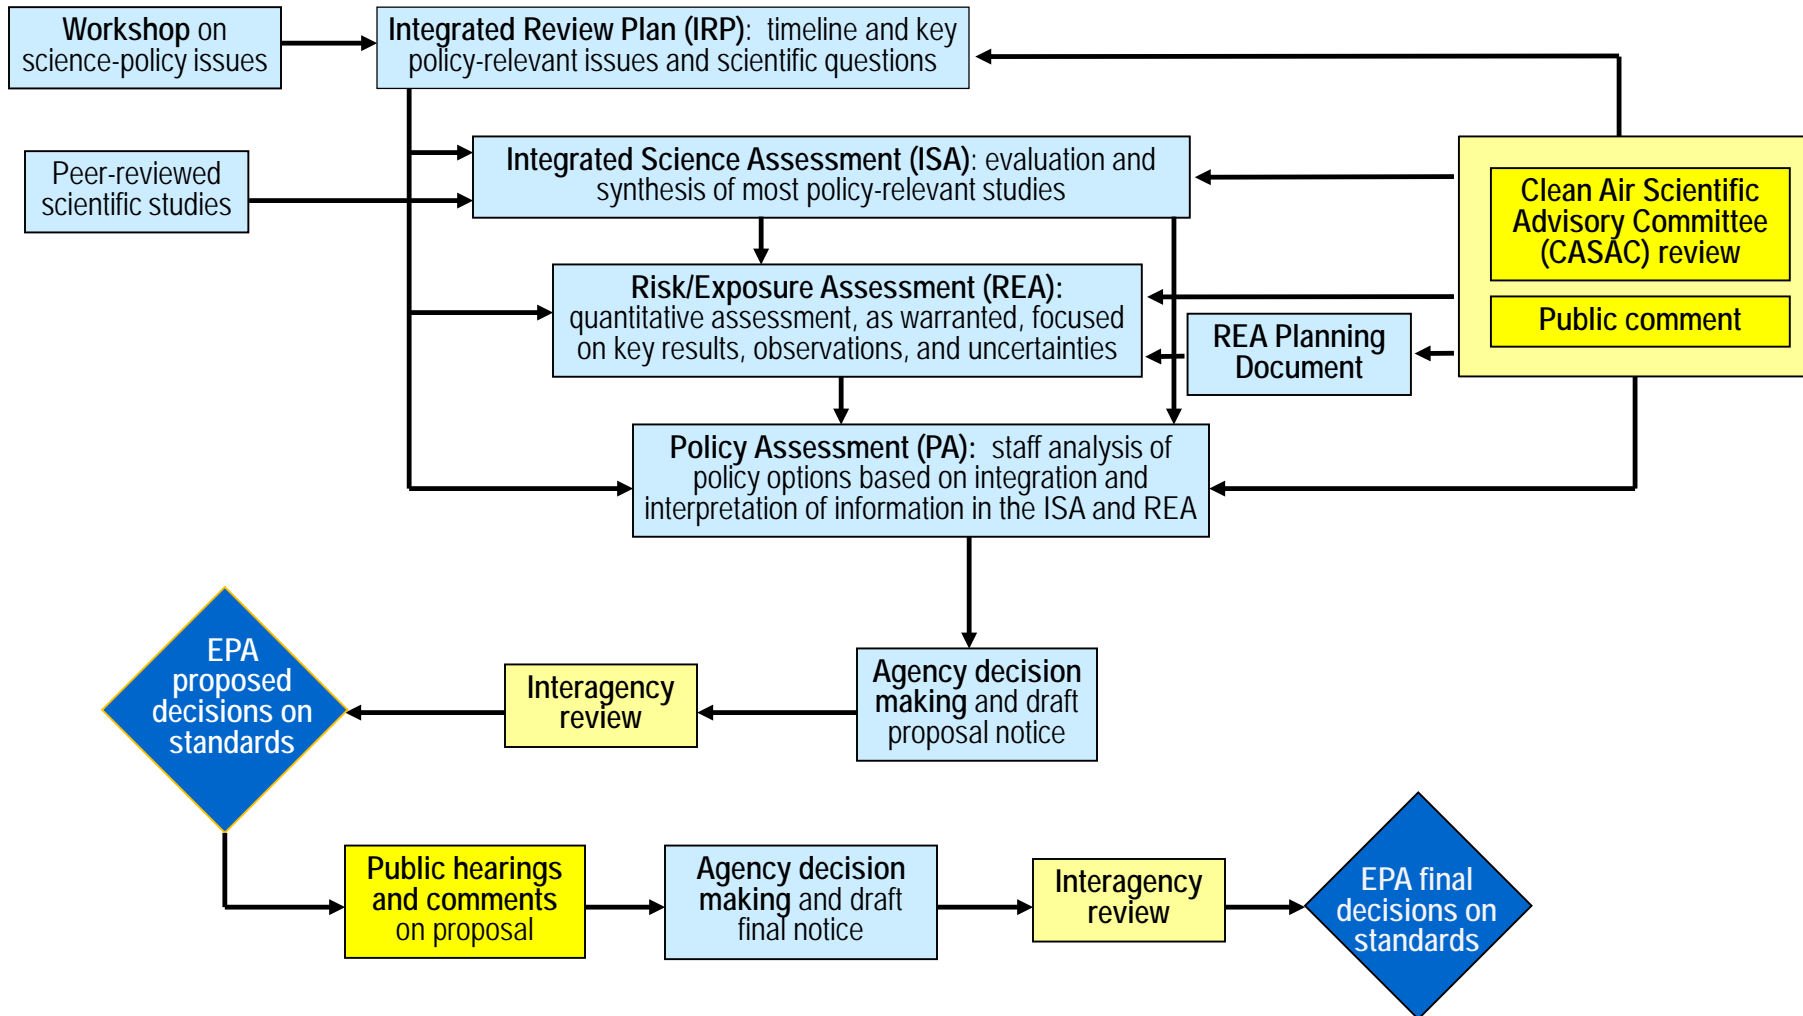 Workshop on
science-policy issues
Integrated Review Plan (IRP): timeline and key
policy-relevant issues and scientific questions
Peer-reviewed
scientific studies
Integrated Science Assessment (ISA): evaluation and
synthesis of most policy-relevant studies
Clean Air Scientific
Advisory Committee
(CASAC) review
Public comment
Risk/Exposure Assessment (REA):
quantitative assessment, as warranted, focused
on key results, observations, and uncertainties
REA Planning
Document
Policy Assessment (PA): staff analysis of
policy options based on integration and
interpretation of information in the ISA and REA
Agency decision
making and draft
proposal notice
Interagency
review
EPA
proposed
decisions on
standards
Public hearings
and comments
on proposal
Agency decision
making and draft
final notice
Interagency
review
EPA final
decisions on
standards